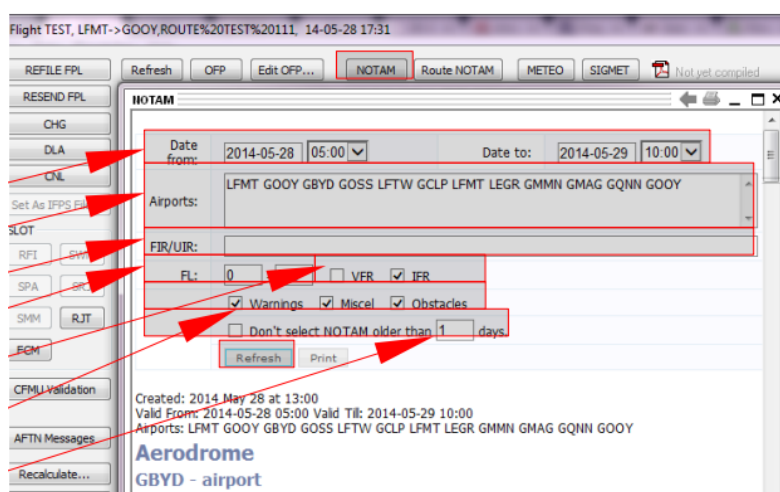 Flight TEST, LFMT->GOOY,ROUTE%20TEST%20111, 14-05-28 17:31
REFILE FPL
Refresh OFP Edit OFP... NOTAM Route NOTAM METEO SIGMET Not yet compiled
RESEND FPL
NOTAM
CHG
DLA
CNL
Set As IFPS
SLOT
RFI
SPA
SMM RJT
FCM
CFMU Validation
AFTN Messages
Recalculate...
Date from: 2014-05-28 05:00 Date to: 2014-05-29 10:00
Airports: LFMT GOOY GBYD GOSS LFTW GCLP LFMT LEGR GMMN GMAG GQNN GOOY
FIR/UIR:
FL: 0 - VFR IFR
Warnings Miscel Obstacles
Don't select NOTAM older than 1 days.
Refresh Print
Created: 2014 May 28 at 13:00
Valid From: 2014-05-28 05:00 Valid Till: 2014-05-29 10:00
Airports: LFMT GOOY GBYD GOSS LFTW GCLP LFMT LEGR GMMN GMAG GQNN GOOY
Aerodrome
GBYD - airport